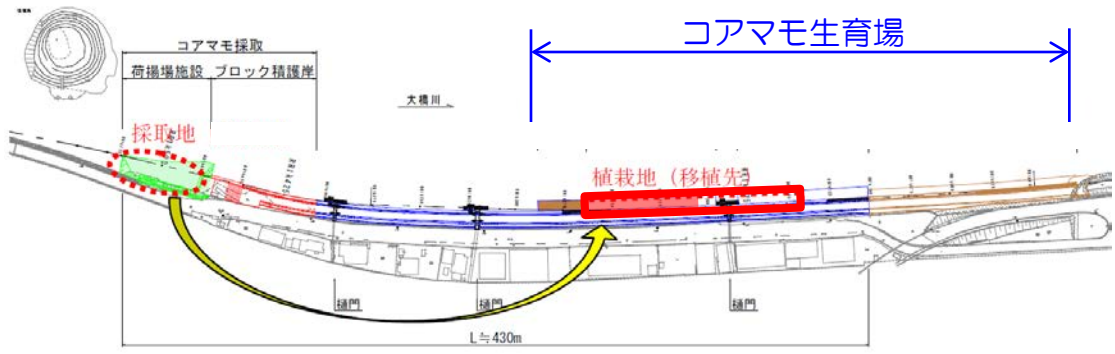 コアマモ生育場
コアマモ採取
荷揚場施設 ブロック積護岸
大橋川
採取地
植栽地（移植先
樋門
樋門
樋門
L≒430m